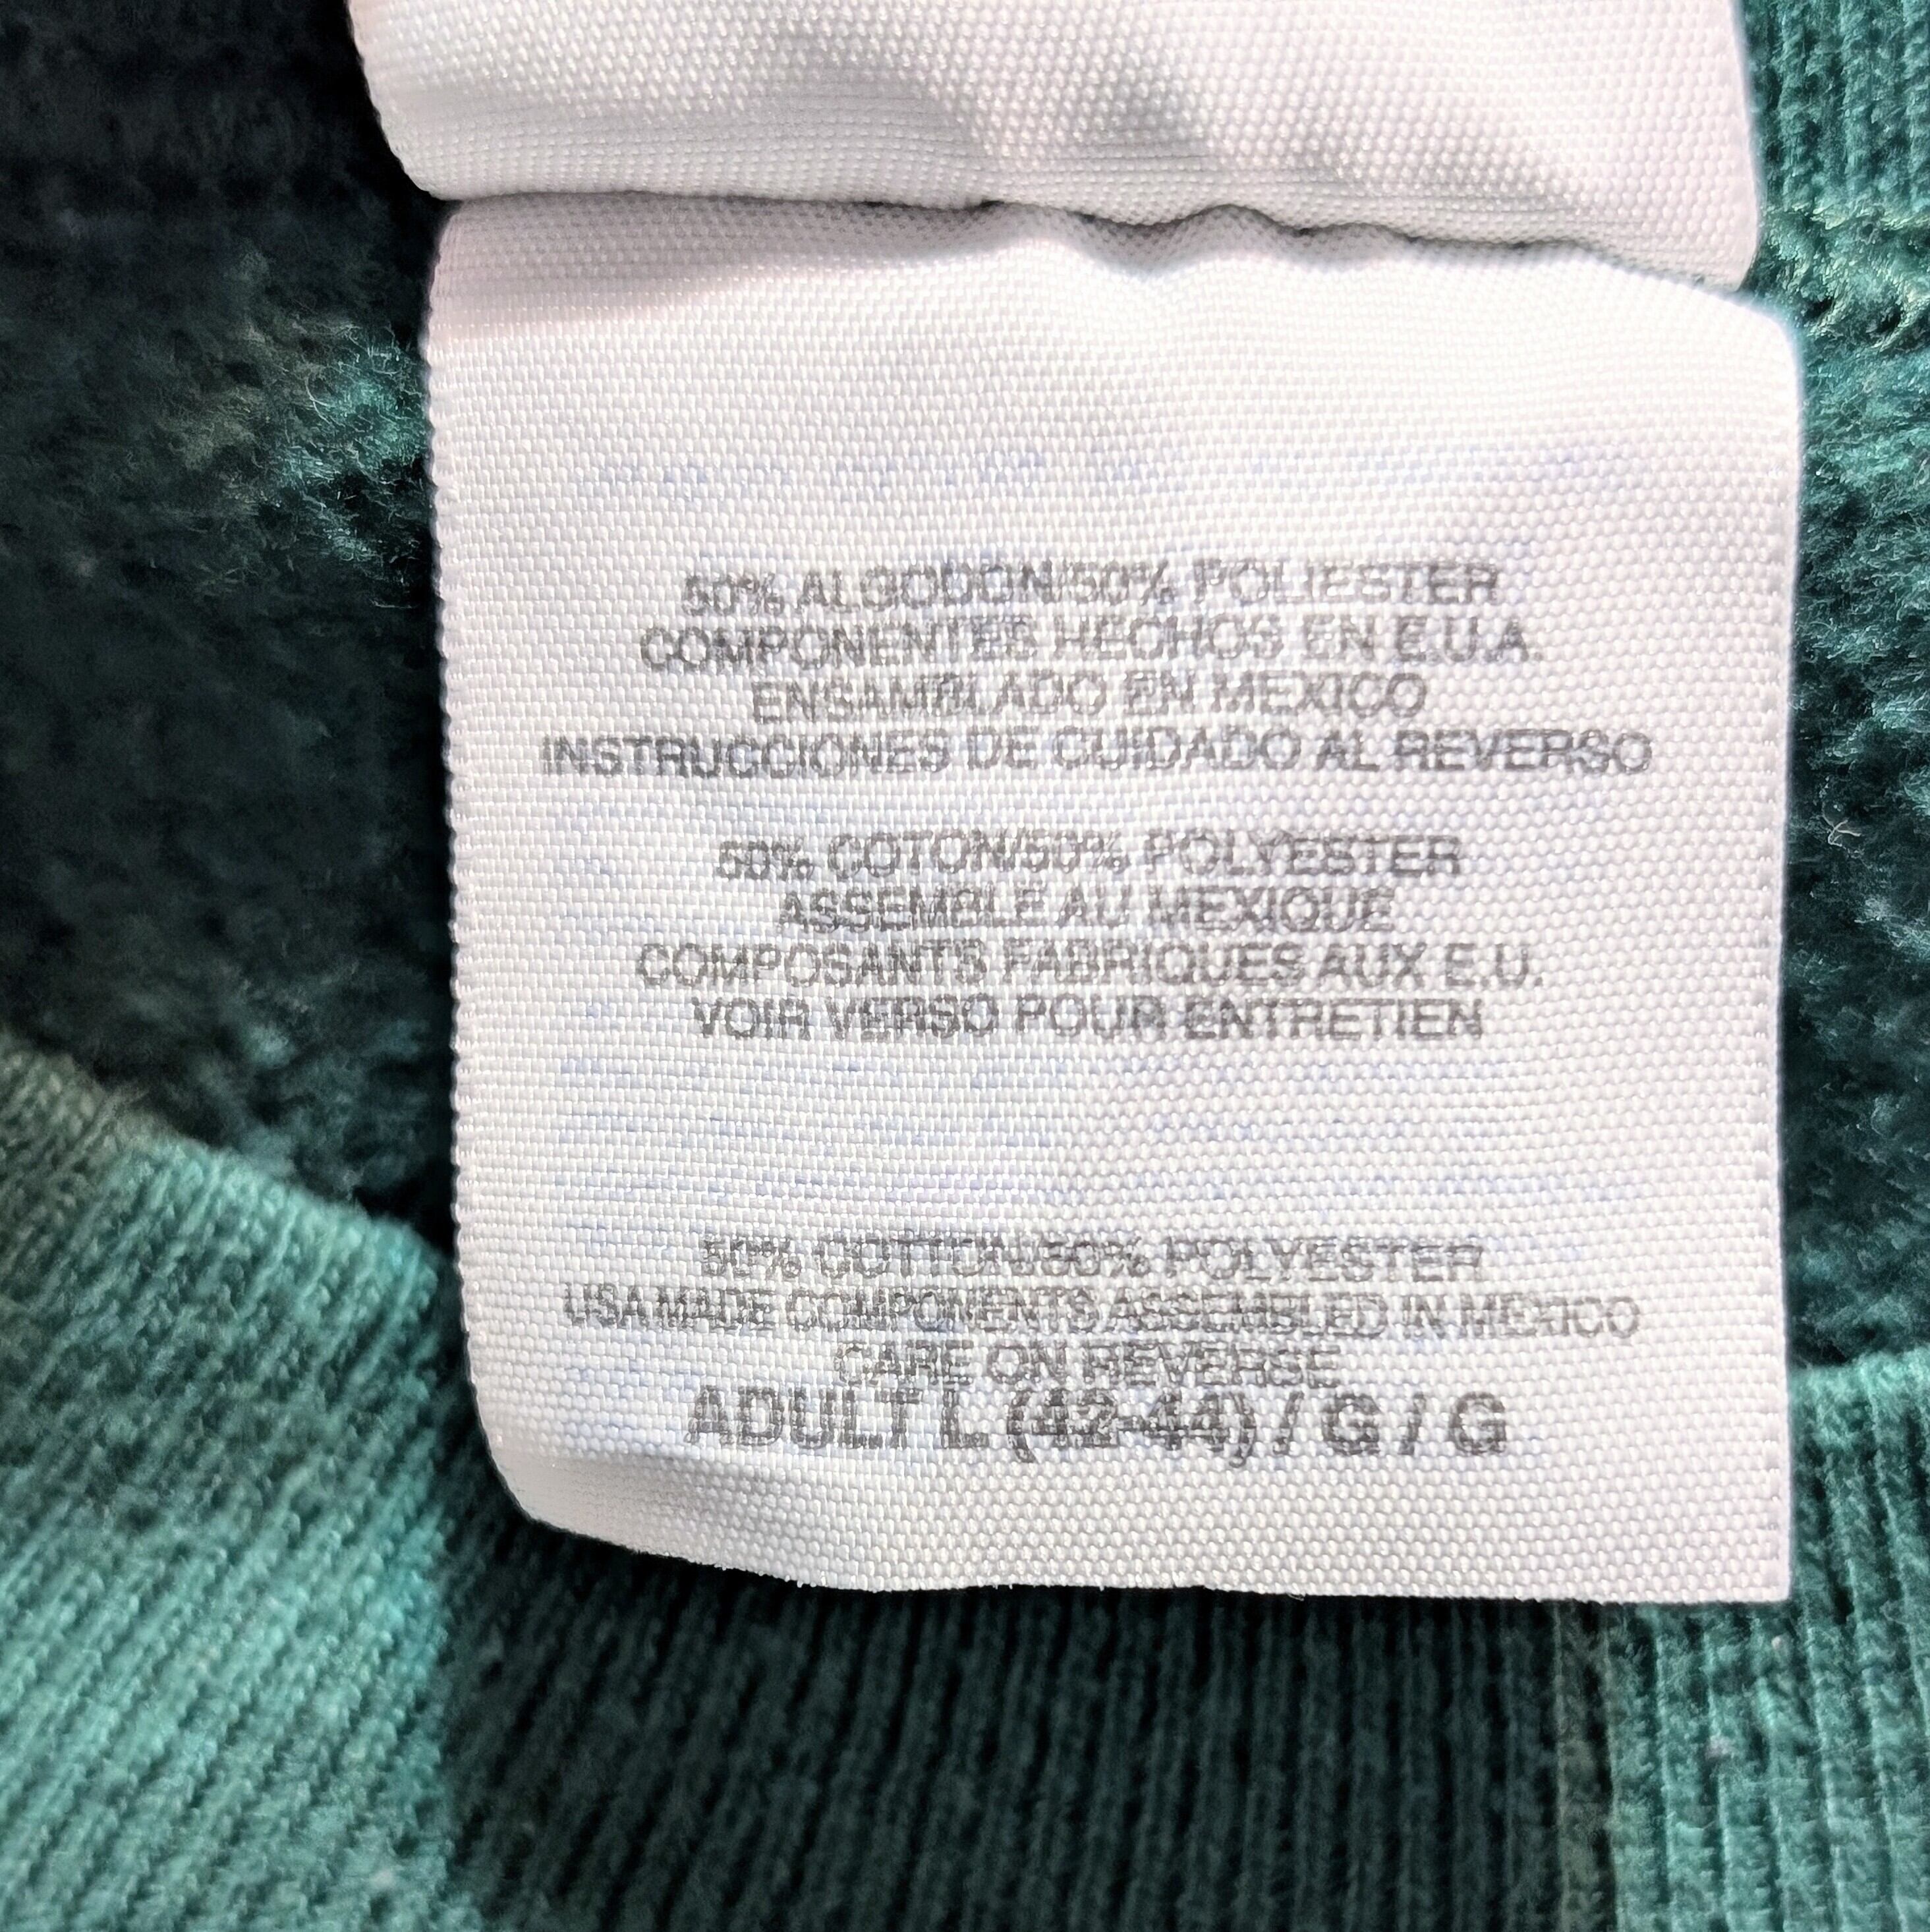 50% ALGODON/50% POLIESTER
COMPONENTES HECHOS EN E.U.A.
ENSAMBLADO EN MEXICO
INSTRUCCIONES DE CUIDADO AL REVERSO
50% COTON/50% POLYESTER
ASSEMBLE AU MEXIQUE
COMPOSANTS FABRIQUES AUX E.U.
VOIR VERSO POUR ENTRETIEN
50% COTTON/50% POLYESTER
USA MADE COMPONENTS ASSEMBLED IN MEXICO
CARE ON REVERSE
ADULT L (42-44) / G / G